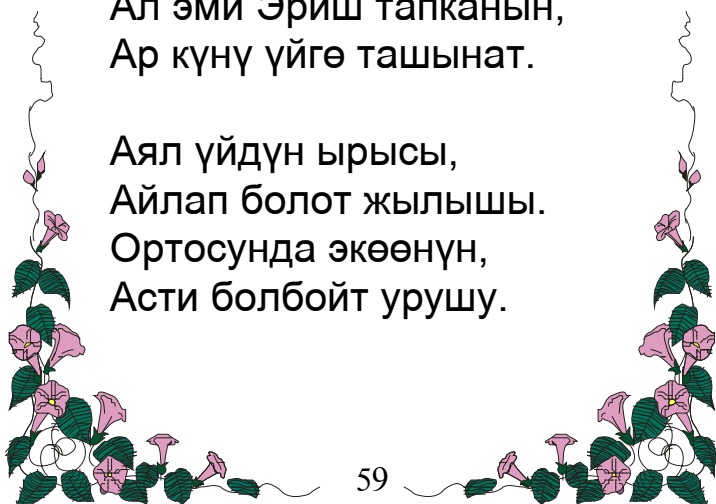 Ал эми Эриш тапканын,
Ар күнү үйгө ташынат.
Аял үйдүн ырысы,
Айлап болот жылышы.
Ортосунда экөөнүн,
Асти болбойт урушу.
59